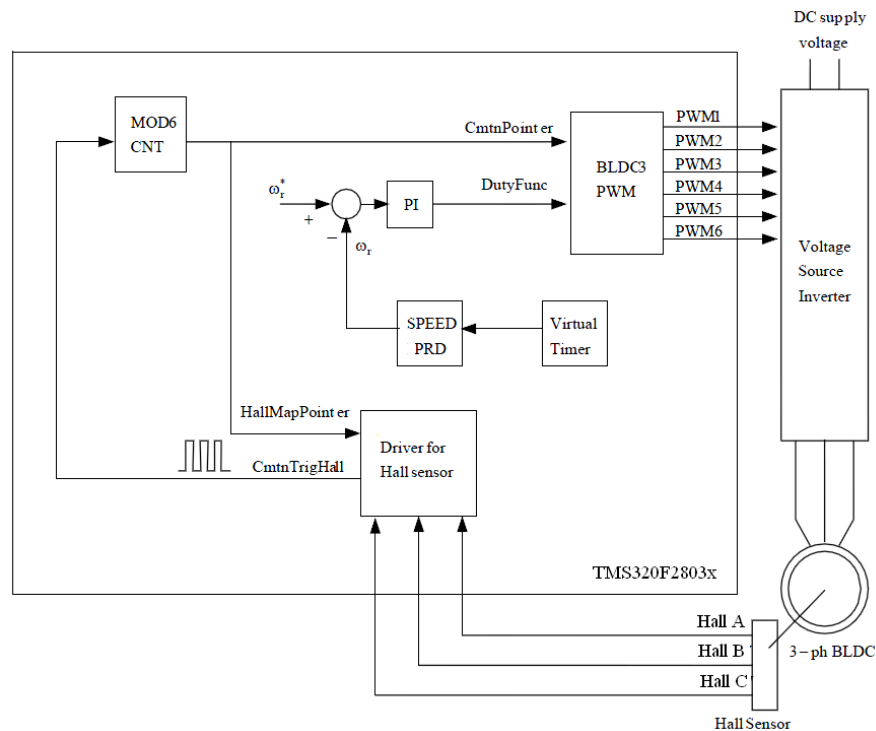 DC supply
voltage
MOD6
CNT
CmtnPointer
BLDC3
PWM
PWM1
PWM2
PWM3
PWM4
PWM5
PWM6
ω*r
+
−
PI
DutyFunc
ωr
Voltage
Source
Inverter
SPEED
PRD
Virtual
Timer
HallMapPointer
Driver for
Hall sensor
CmtnTrigHall
TMS320F2803x
Hall A
Hall B
Hall C
3−ph BLDC
Hall Sensor